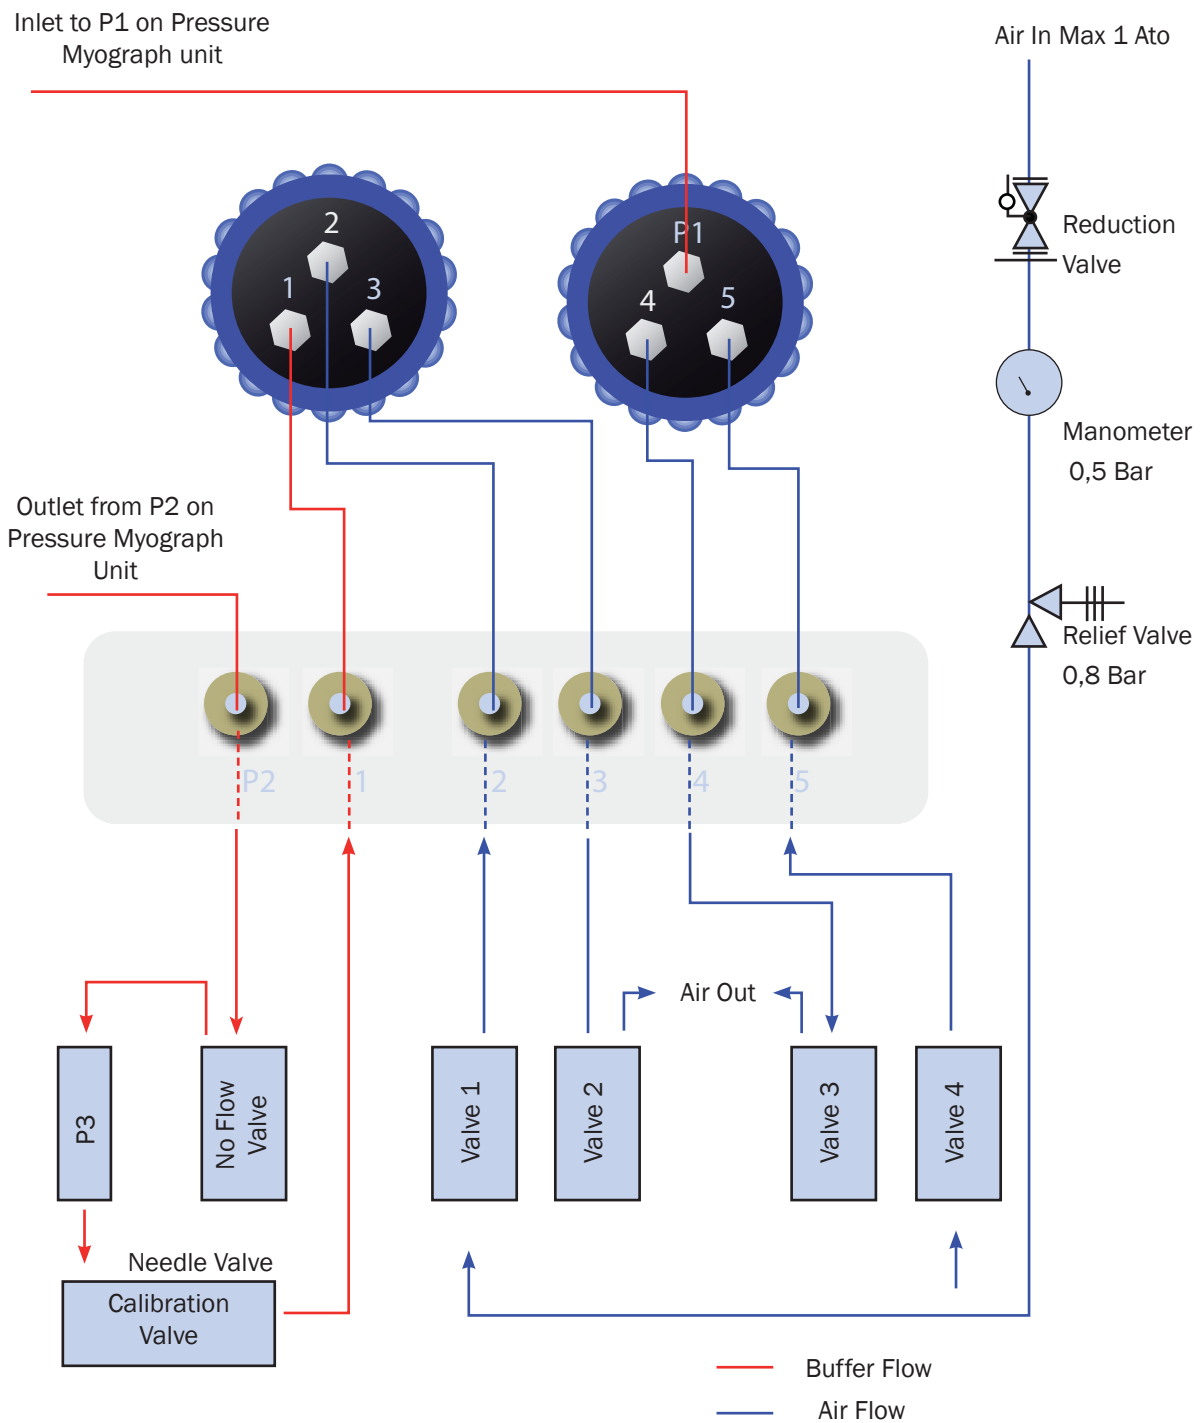 Inlet to P1 on Pressure
Myograph unit
Air In Max 1 Ato
Reduction
Valve
2
1
3
P1
4
5
Manometer
0,5 Bar
Outlet from P2 on
Pressure Myograph
Unit
Relief Valve
0,8 Bar
P2
1
2
3
4
5
Air Out
P3
No Flow
Valve
Valve 1
Valve 2
Valve 3
Valve 4
Needle Valve
Calibration
Valve
Buffer Flow
Air Flow